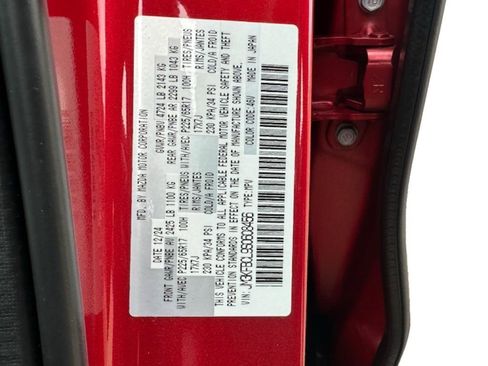 MFD. BY MAZDA MOTOR CORPORATION
12/24 GVWR/PNBV 4724 LB 2143 KG
FRONT GAWR/PNBE AV 2425 LB 1100 KG REAR GAWR/PNBE AR 2299 LB 1043 KG
WITH/AVEC P225/65R17 100H TIRES/PNEUS WITH/AVEC P225/65R17 100H TIRES/PNEUS
17X7J RIMS/JANTES 17X7J RIMS/JANTES
230 KPA/34 PSI COLD/A FROID 230 KPA/34 PSI COLD/A FROID
THIS VEHICLE CONFORMS TO ALL APPLICABLE FEDERAL MOTOR VEHICLE SAFETY AND THEFT
PREVENTION STANDARDS IN EFFECT ON THE DATE OF MANUFACTURE SHOWN ABOVE.
VIN: TYPE:MPV COLOR CODE: 46V MADE IN JAPAN